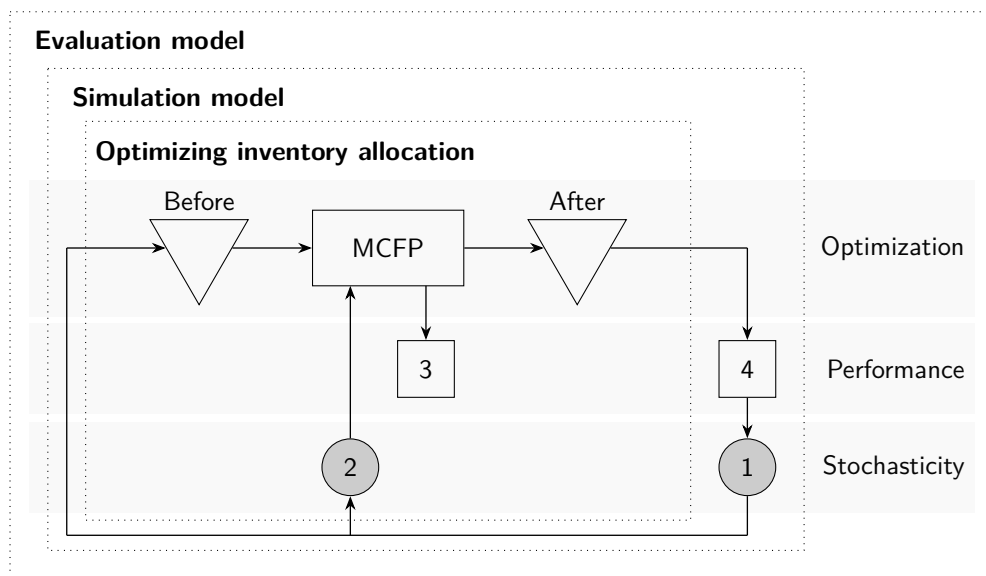 Evaluation model
Simulation model
Optimizing inventory allocation
Before
After
MCFP
Optimization
3
4
Performance
2
1
Stochasticity